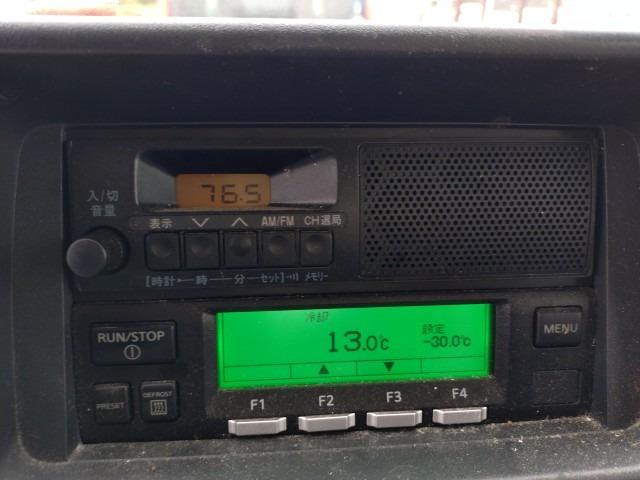 76.5
入/切
音量
表示 AM/FM CH選局
[時計 時 分 セット] メモリー
冷却
13.0℃
設定
-30.0℃
▲ ▼
RUN/STOP
MENU
PRESET
DEFROST
F1 F2 F3 F4